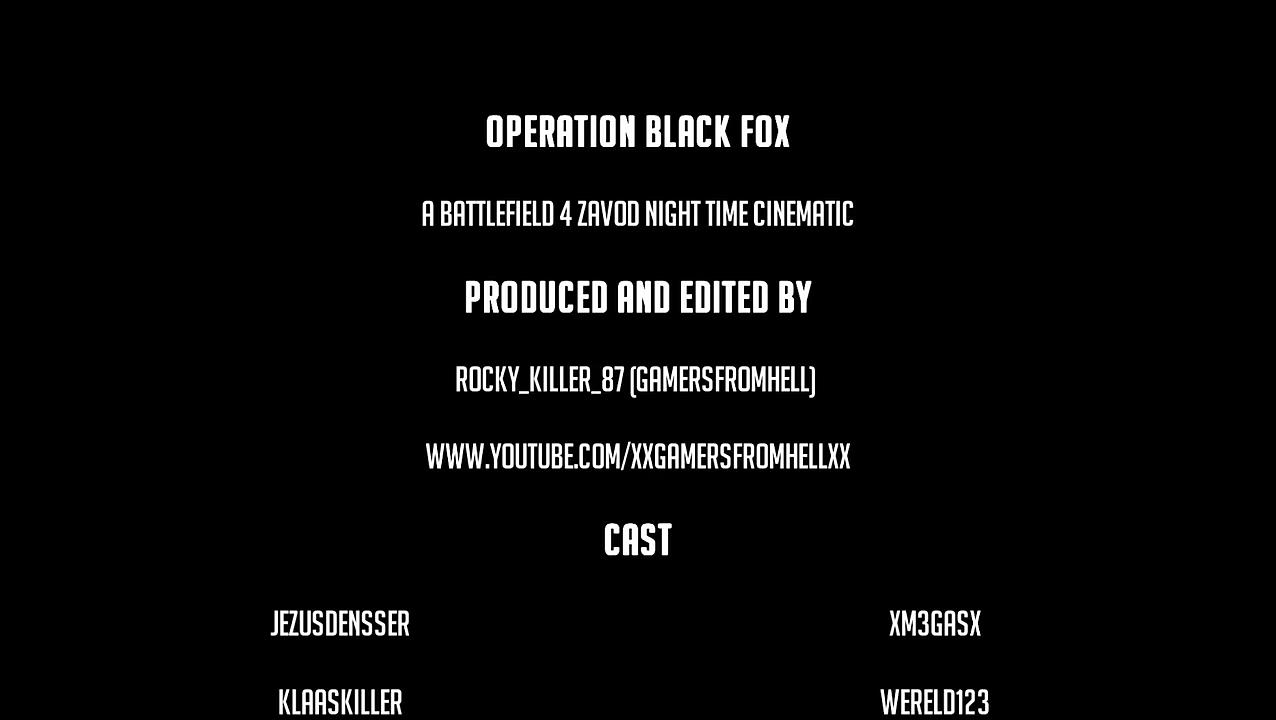 OPERATION BLACK FOX
A BATTLEFIELD 4 ZAVOD NIGHT TIME CINEMATIC
PRODUCED AND EDITED BY
ROCKY_KILLER_87 (GAMERSFROMHELL)
WWW.YOUTUBE.COM/XXGAMERSFROMHELLXX
CAST
JEZUSDENSSER XM3GASX
KLAASKILLER WERELD123